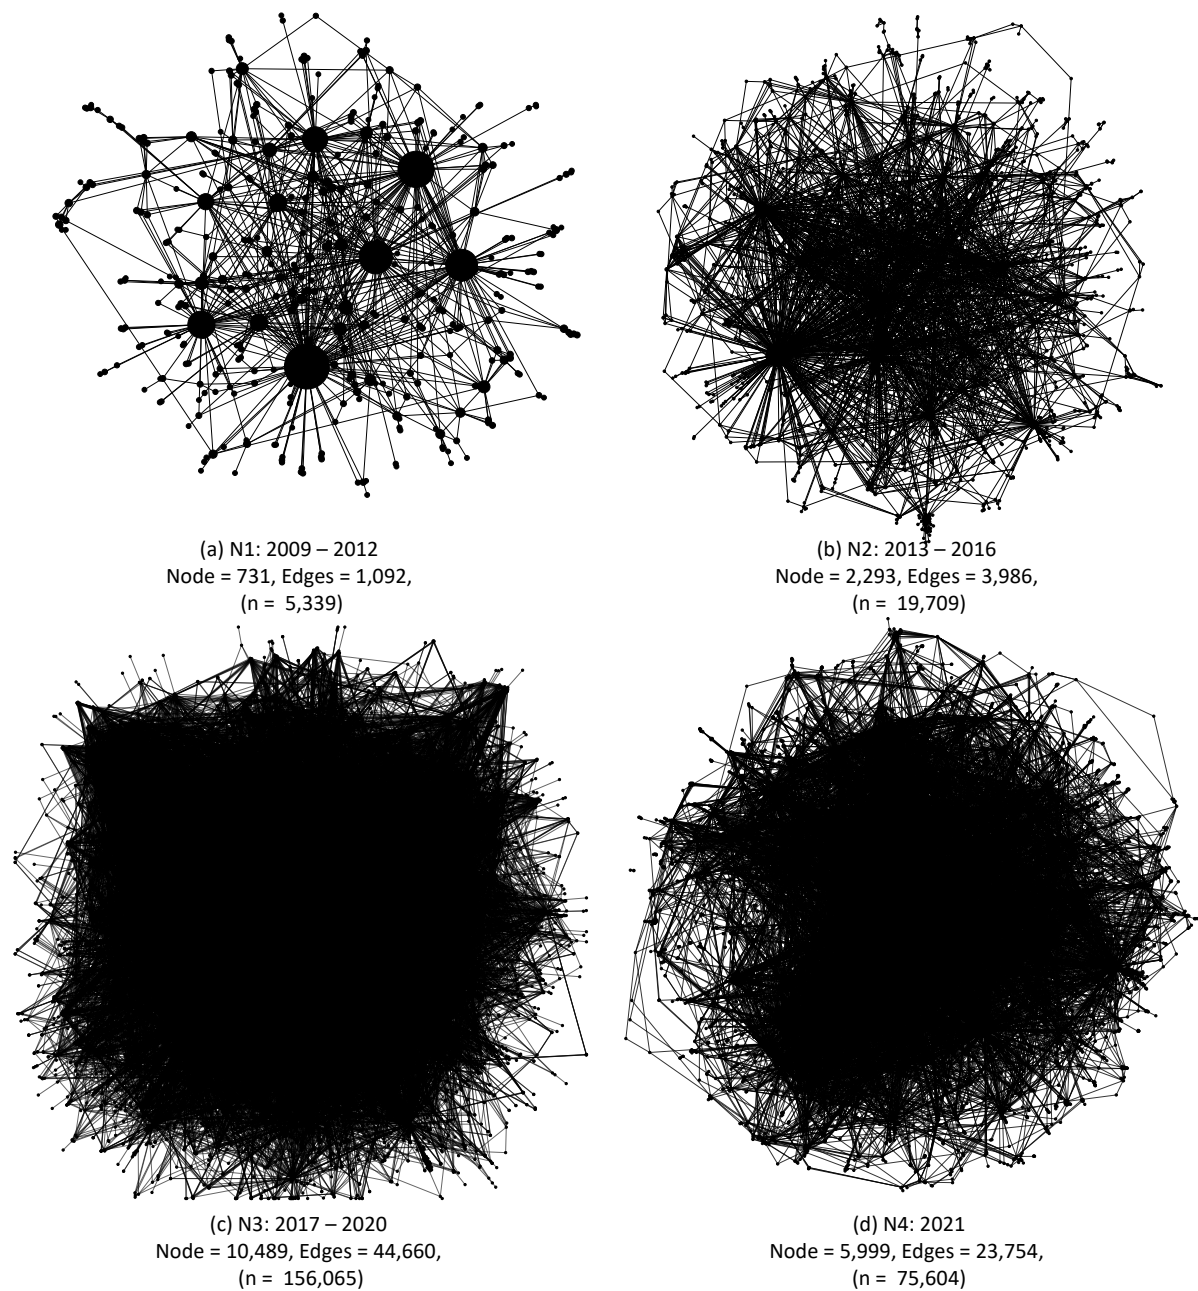 (a) N1: 2009 – 2012
Node = 731, Edges = 1,092,
(n =  5,339)
(b) N2: 2013 – 2016
Node = 2,293, Edges = 3,986,
(n =  19,709)
(c) N3: 2017 – 2020
Node = 10,489, Edges = 44,660,
(n =  156,065)
(d) N4: 2021
Node = 5,999, Edges = 23,754,
(n =  75,604)